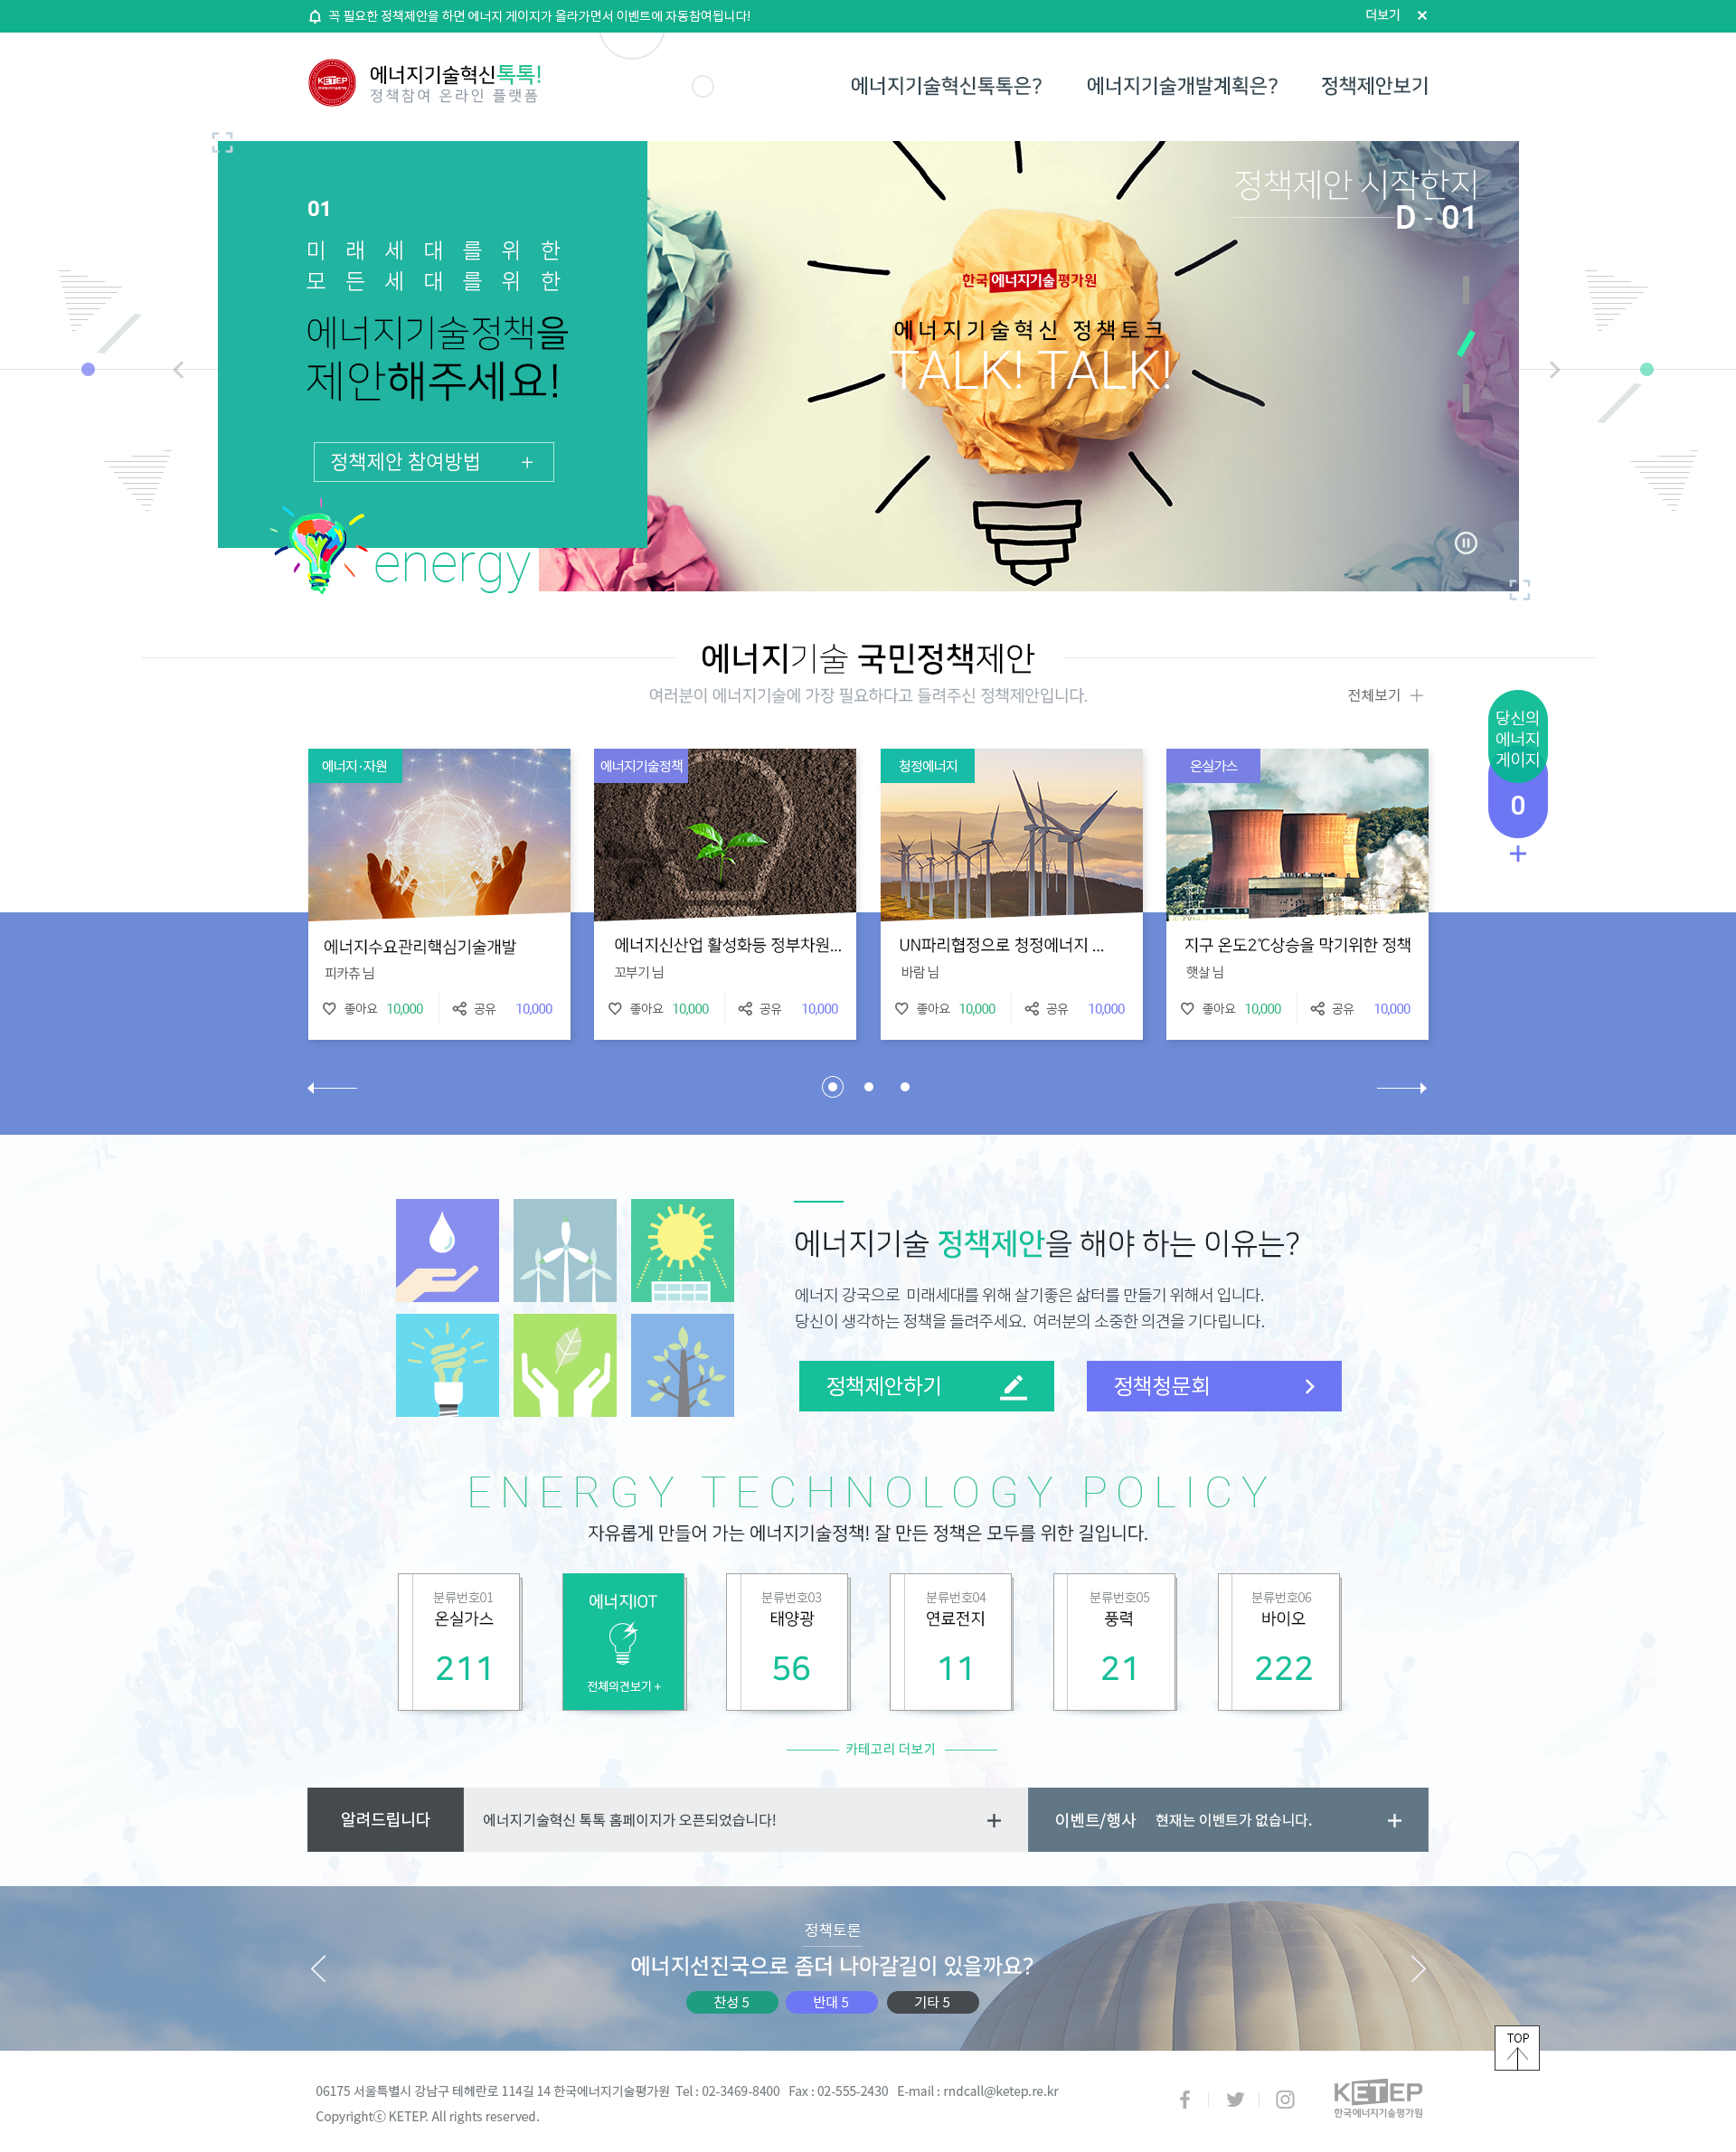 꼭 필요한 정책제안을 하면 에너지 게이지가 올라가면서 이벤트에 자동참여됩니다!
더보기
KETEP
에너지기술혁신톡톡!
정책참여 온라인 플랫폼
에너지기술혁신톡톡은?
에너지기술개발계획은?
정책제안보기
01
미래세대를위한
모든세대를위한
에너지기술정책을
제안해주세요!
정책제안 참여방법 +
energy
정책제안 시작한지
D - 01
한국에너지기술평가원
에너지기술혁신 정책토크
TALK! TALK!
에너지기술 국민정책제안
여러분이 에너지기술에 가장 필요하다고 들려주신 정책제안입니다.
전체보기 +
당신의
에너지
게이지
0
+
에너지·자원
에너지수요관리핵심기술개발
피카츄 님
좋아요 10,000 공유 10,000
에너지기술정책
에너지신산업 활성화등 정부차원...
꼬부기 님
좋아요 10,000 공유 10,000
청정에너지
UN파리협정으로 청정에너지 ...
바람 님
좋아요 10,000 공유 10,000
온실가스
지구 온도2℃상승을 막기위한 정책
햇살 님
좋아요 10,000 공유 10,000
에너지기술 정책제안을 해야 하는 이유는?
에너지 강국으로 미래세대를 위해 살기좋은 삶터를 만들기 위해서 입니다.
당신이 생각하는 정책을 들려주세요. 여러분의 소중한 의견을 기다립니다.
정책제안하기
정책청문회
ENERGY TECHNOLOGY POLICY
자유롭게 만들어 가는 에너지기술정책! 잘 만든 정책은 모두를 위한 길입니다.
분류번호01
온실가스
211
에너지IOT
전체의견보기 +
분류번호03
태양광
56
분류번호04
연료전지
11
분류번호05
풍력
21
분류번호06
바이오
222
카테고리 더보기
알려드립니다
에너지기술혁신 톡톡 홈페이지가 오픈되었습니다! +
이벤트/행사
현재는 이벤트가 없습니다. +
정책토론
에너지선진국으로 좀더 나아갈길이 있을까요?
찬성 5
반대 5
기타 5
TOP
06175 서울특별시 강남구 테헤란로 114길 14 한국에너지기술평가원 Tel : 02-3469-8400 Fax : 02-555-2430 E-mail : rndcall@ketep.re.kr
Copyrightⓒ KETEP. All rights reserved.
KETEP
한국에너지기술평가원